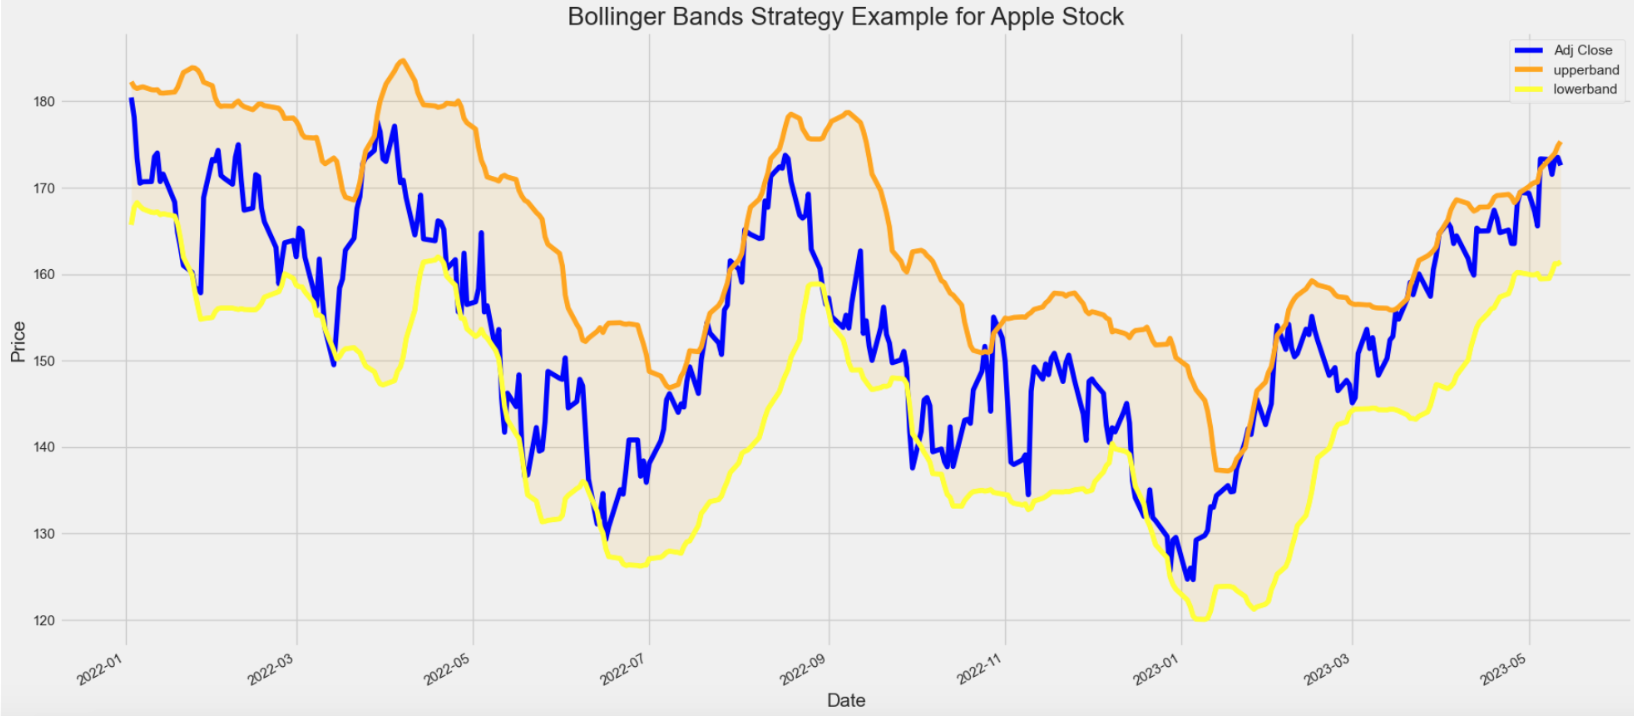 Bollinger Bands Strategy Example for Apple Stock
Adj Close
upperband
lowerband
180
170
160
150
140
130
120
Price
2022-01
2022-03
2022-05
2022-07
2022-09
2022-11
2023-01
2023-03
2023-05
Date